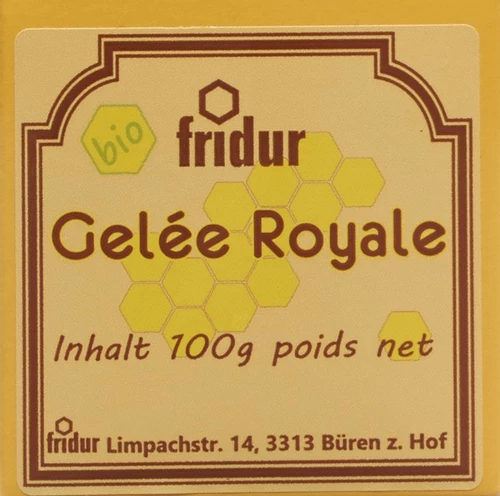 bio
fridur
Gelée Royale
Inhalt 100g poids net
fridur Limpachstr. 14, 3313 Büren z. Hof